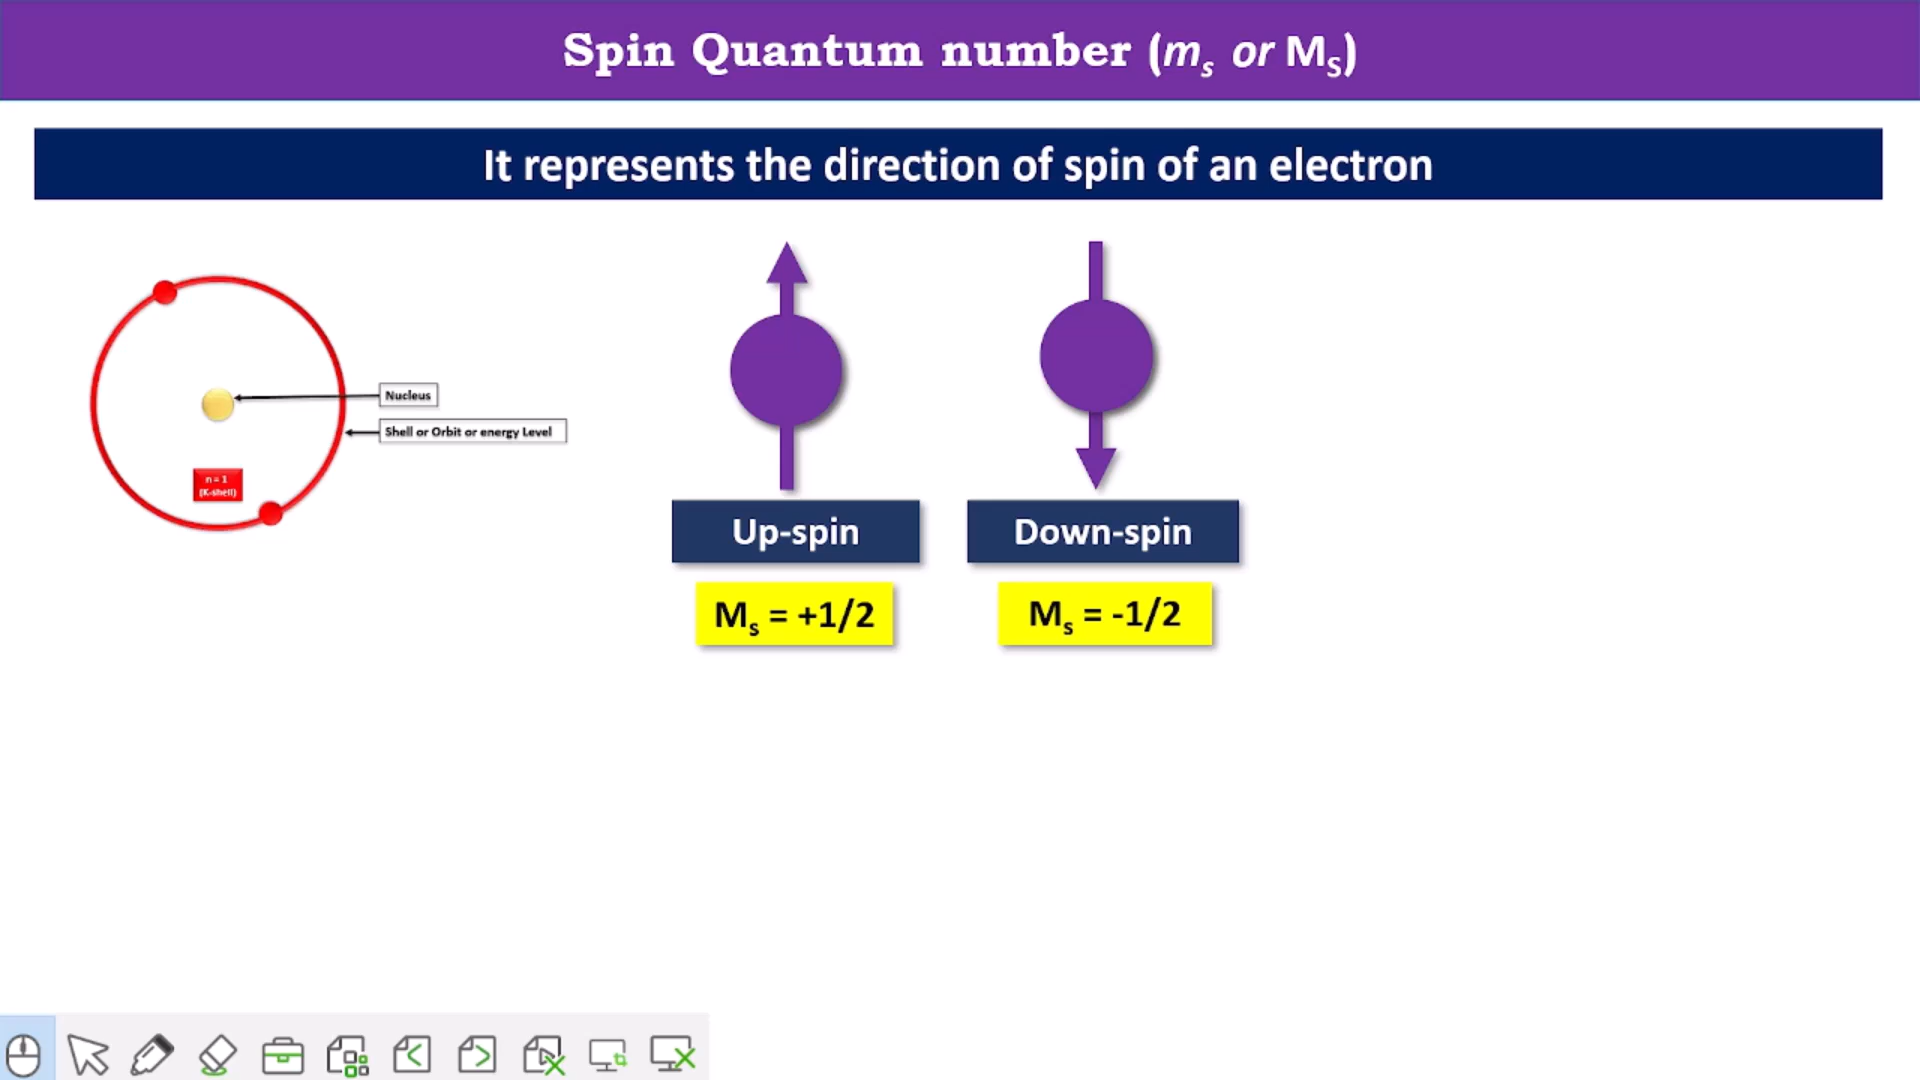 Spin Quantum number (mₛ or M_S)
It represents the direction of spin of an electron
Nucleus
Shell or Orbit or energy Level
n = 1
(K-shell)
Up-spin
Down-spin
Mₛ = +1/2
Mₛ = -1/2